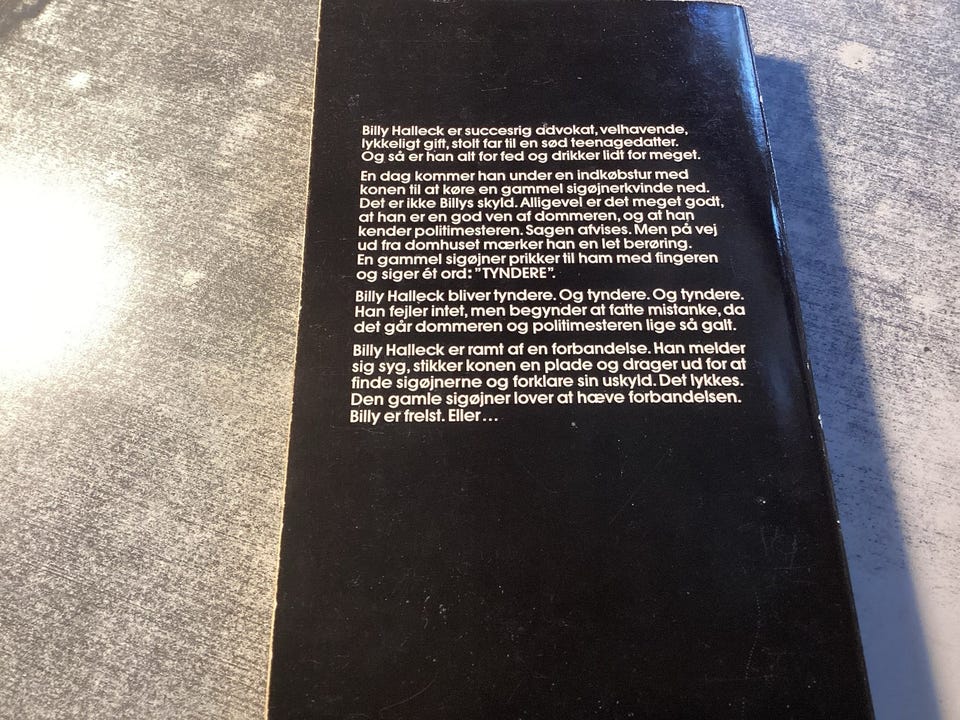 Billy Halleck er succesrig advokat, velhavende,
lykkeligt gift, stolt far til en sød teenagedatter.
Og så er han alt for fed og drikker lidt for meget.
En dag kommer han under en indkøbstur med
konen til at køre en gammel sigøjnerkvinde ned.
Det er ikke Billys skyld. Alligevel er det meget godt,
at han er en god ven af dommeren, og at han
kender politimesteren. Sagen afvises. Men på vej
ud fra domhuset mærker han en let berøring.
En gammel sigøjner prikker til ham med fingeren
og siger ét ord: "TYNDERE".
Billy Halleck bliver tyndere. Og tyndere. Og tyndere.
Han fejler intet, men begynder at fatte mistanke, da
det går dommeren og politimesteren lige så galt.
Billy Halleck er ramt af en forbandelse. Han melder
sig syg, stikker konen en plade og drager ud for at
finde sigøjnerne og forklare sin uskyld. Det lykkes.
Den gamle sigøjner lover at hæve forbandelsen.
Billy er frelst. Eller...